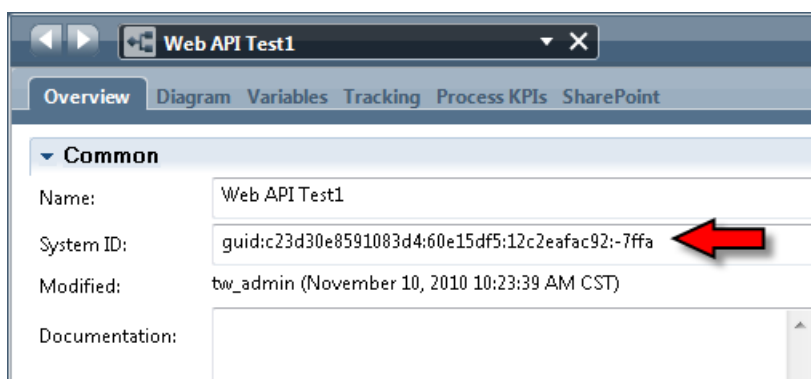 Web API Test1
Overview Diagram Variables Tracking Process KPIs SharePoint
Common
Name: Web API Test1
System ID: guid:c23d30e8591083d4:60e15df5:12c2eafac92:-7ffa
Modified: tw_admin (November 10, 2010 10:23:39 AM CST)
Documentation: